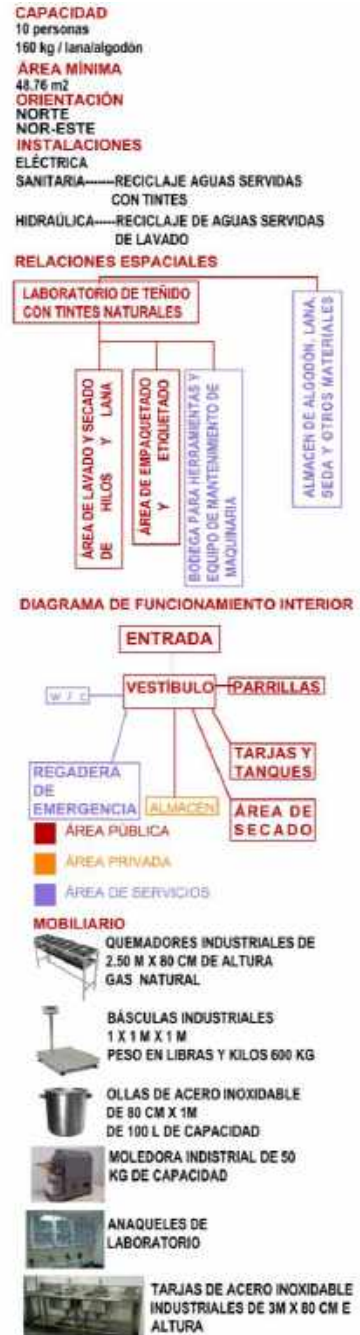 CAPACIDAD
10 personas
160 kg / lana/algodón
ÁREA MÍNIMA
48.76 m2
ORIENTACIÓN
NORTE
NOR-ESTE
INSTALACIONES
ELÉCTRICA
SANITARIA-------RECICLAJE AGUAS SERVIDAS
CON TINTES
HIDRAÚLICA-----RECICLAJE DE AGUAS SERVIDAS
DE LAVADO
RELACIONES ESPACIALES
LABORATORIO DE TEÑIDO
CON TINTES NATURALES
ÁREA DE LAVADO Y SECADO
DE HILOS Y LANA
ÁREA DE EMPAQUETADO
Y ETIQUETADO
BODEGA PARA HERRAMIENTAS Y
EQUIPO DE MANTENIMIENTO DE
MAQUINARIA
ALMACEN DE ALGODÓN, LANA,
SEDA Y OTROS MATERIALES
DIAGRAMA DE FUNCIONAMIENTO INTERIOR
ENTRADA
W / C
VESTÍBULO
PARRILLAS
TARJAS Y
TANQUES
REGADERA
DE
EMERGENCIA
ALMACÉN
ÁREA DE
SECADO
ÁREA PÚBLICA
ÁREA PRIVADA
ÁREA DE SERVICIOS
MOBILIARIO
QUEMADORES INDUSTRIALES DE
2.50 M X 80 CM DE ALTURA
GAS NATURAL
BÁSCULAS INDUSTRIALES
1 X 1 M X 1 M
PESO EN LIBRAS Y KILOS 600 KG
OLLAS DE ACERO INOXIDABLE
DE 80 CM X 1M
DE 100 L DE CAPACIDAD
MOLEDORA INDISTRIAL DE 50
KG DE CAPACIDAD
ANAQUELES DE
LABORATORIO
TARJAS DE ACERO INOXIDABLE
INDUSTRIALES DE 3M X 80 CM E
ALTURA